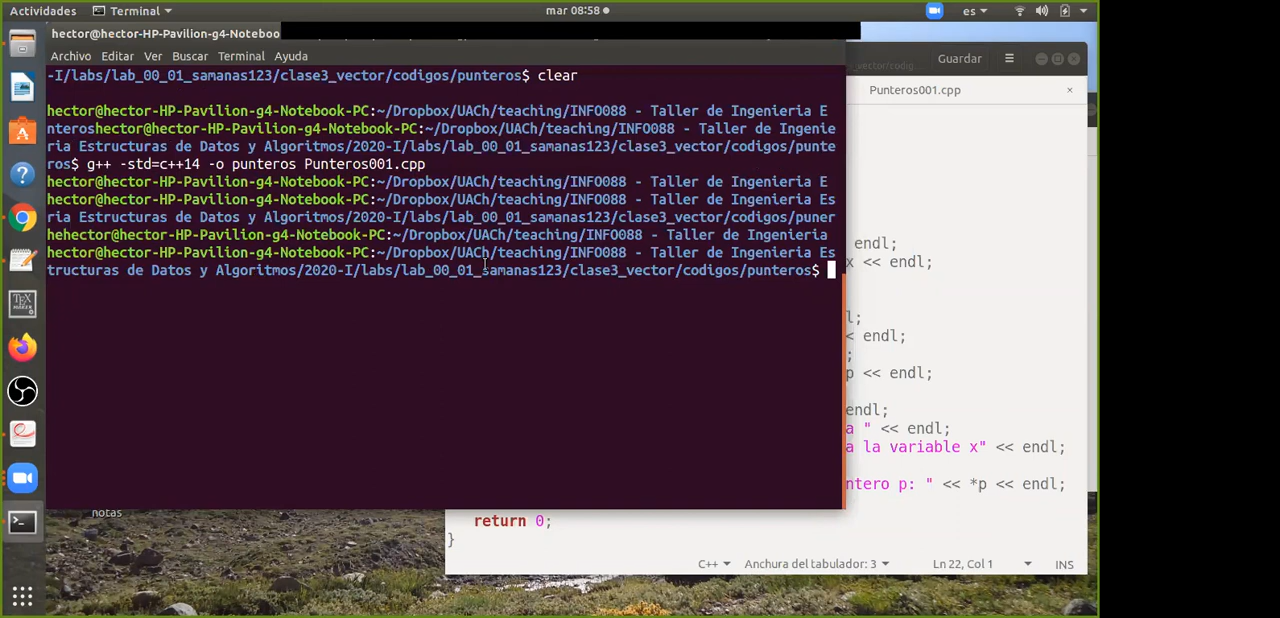 Actividades
Terminal
mar 08:58
es
hector@hector-HP-Pavilion-g4-Noteboo
Archivo Editar Ver Buscar Terminal Ayuda
-I/labs/lab_00_01_samanas123/clase3_vector/codigos/punteros$ clear
hector@hector-HP-Pavilion-g4-Notebook-PC:~/Dropbox/UACh/teaching/INFO088 - Taller de Ingenieria E
nteroshector@hector-HP-Pavilion-g4-Notebook-PC:~/Dropbox/UACh/teaching/INFO088 - Taller de Ingenie
ria Estructuras de Datos y Algoritmos/2020-I/labs/lab_00_01_samanas123/clase3_vector/codigos/punte
ros$ g++ -std=c++14 -o punteros Punteros001.cpp
hector@hector-HP-Pavilion-g4-Notebook-PC:~/Dropbox/UACh/teaching/INFO088 - Taller de Ingenieria E
hector@hector-HP-Pavilion-g4-Notebook-PC:~/Dropbox/UACh/teaching/INFO088 - Taller de Ingenieria Es
ria Estructuras de Datos y Algoritmos/2020-I/labs/lab_00_01_samanas123/clase3_vector/codigos/puner
hehector@hector-HP-Pavilion-g4-Notebook-PC:~/Dropbox/UACh/teaching/INFO088 - Taller de Ingenieria
hector@hector-HP-Pavilion-g4-Notebook-PC:~/Dropbox/UACh/teaching/INFO088 - Taller de Ingenieria Es
tructuras de Datos y Algoritmos/2020-I/labs/lab_00_01_samanas123/clase3_vector/codigos/punteros$
Guardar
Punteros001.cpp
endl;
x << endl;
l;
< endl;
;
p << endl;
endl;
a " << endl;
a la variable x" << endl;
ntero p: " << *p << endl;
return 0;
}
C++
Anchura del tabulador: 3
Ln 22, Col 1
INS
notas